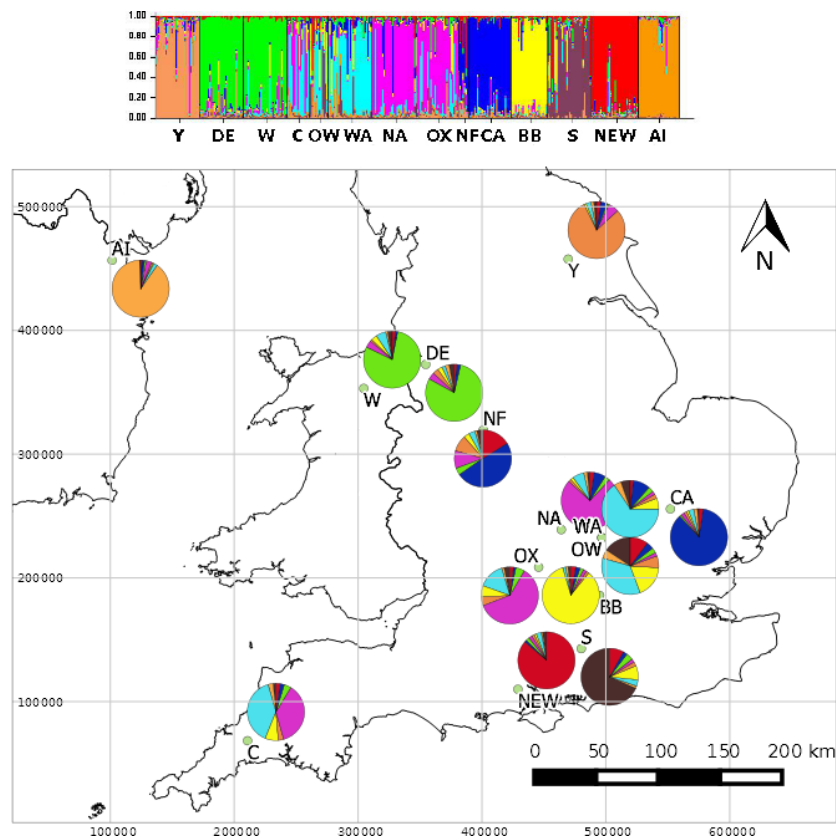 1.00
0.80
0.60
0.40
0.20
0.00
Y DE W C OW WA NA OX NF CA BB S NEW AI
500000
400000
300000
200000
100000
AI
Y
N
DE
W
NF
CA
NA WA
OW
OX
BB
S
NEW
C
0 50 100 150 200 km
100000 200000 300000 400000 500000 600000